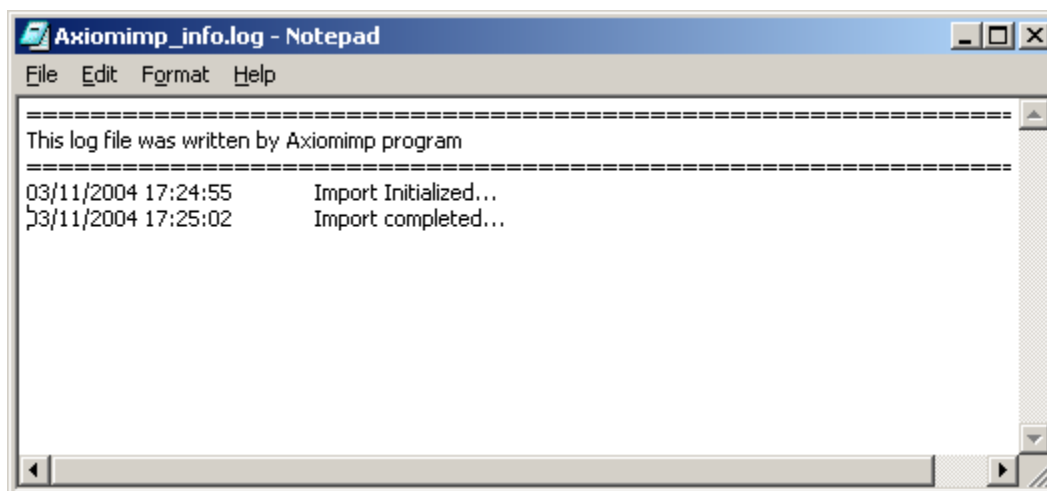 Axiomimp_info.log - Notepad
File Edit Format Help
==============================================================
This log file was written by Axiomimp program
==============================================================
03/11/2004 17:24:55 Import Initialized...
03/11/2004 17:25:02 Import completed...